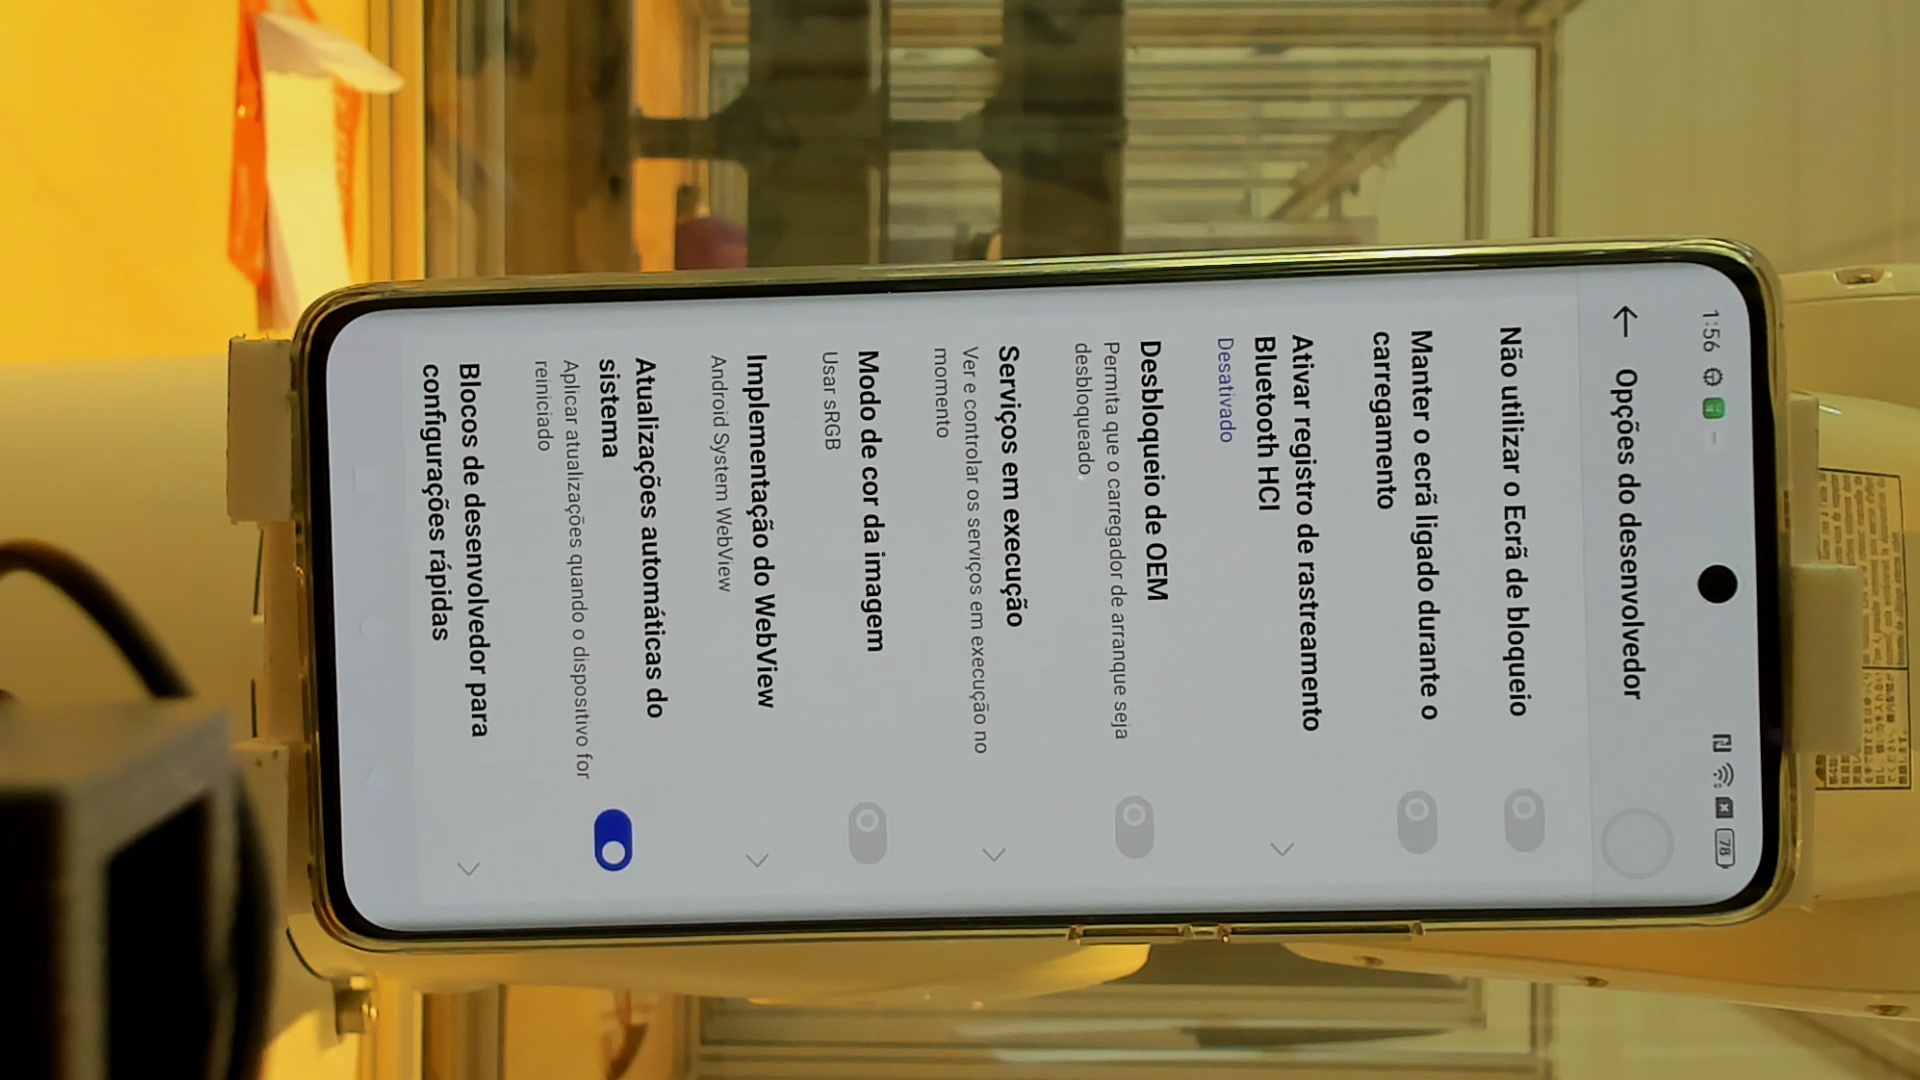 1:56
78
Opções do desenvolvedor
Não utilizar o Ecrã de bloqueio
Manter o ecrã ligado durante o
carregamento
Ativar registro de rastreamento
Bluetooth HCI
Desativado
Desbloqueio de OEM
Permita que o carregador de arranque seja
desbloqueado.
Serviços em execução
Ver e controlar os serviços em execução no
momento
Modo de cor da imagem
Usar sRGB
Implementação do WebView
Android System WebView
Atualizações automáticas do
sistema
Aplicar atualizações quando o dispositivo for
reiniciado
Blocos de desenvolvedor para
configurações rápidas